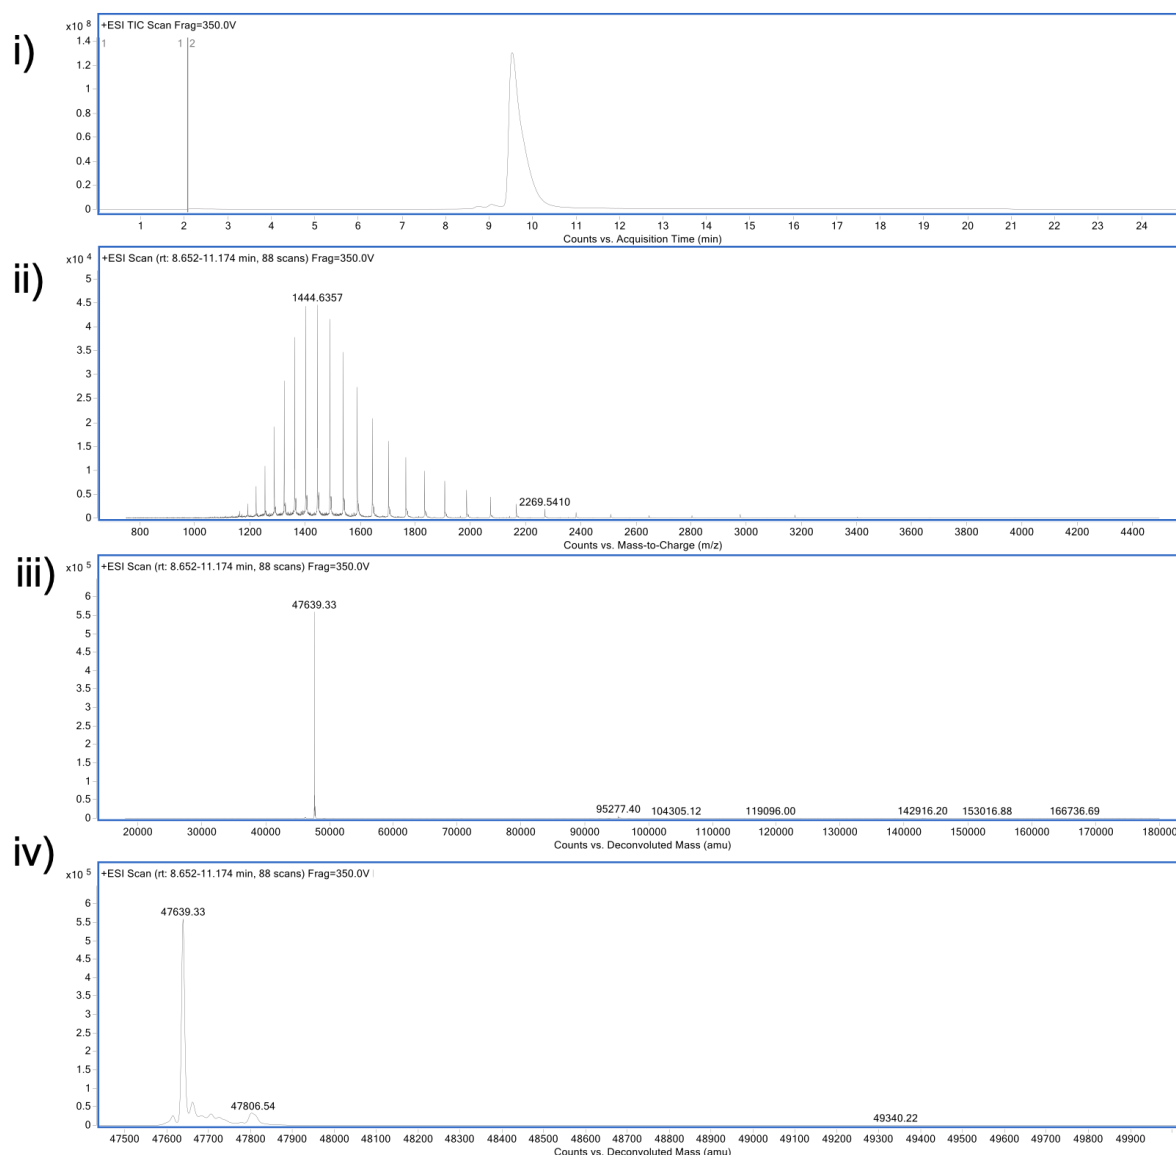 i)
+ESI TIC Scan Frag=350.0V
x10 8
1 1 2
1.4
1.2
1
0.8
0.6
0.4
0.2
0
1 2 3 4 5 6 7 8 9 10 11 12 13 14 15 16 17 18 19 20 21 22 23 24
Counts vs. Acquisition Time (min)
ii)
+ESI Scan (rt: 8.652-11.174 min, 88 scans) Frag=350.0V
x10 4
5
4.5
4
3.5
3
2.5
2
1.5
1
0.5
0
1444.6357
2269.5410
800 1000 1200 1400 1600 1800 2000 2200 2400 2600 2800 3000 3200 3400 3600 3800 4000 4200 4400
Counts vs. Mass-to-Charge (m/z)
iii)
+ESI Scan (rt: 8.652-11.174 min, 88 scans) Frag=350.0V
x10 5
6
5.5
5
4.5
4
3.5
3
2.5
2
1.5
1
0.5
0
47639.33
95277.40 104305.12 119096.00 142916.20 153016.88 166736.69
20000 30000 40000 50000 60000 70000 80000 90000 100000 110000 120000 130000 140000 150000 160000 170000 180000
Counts vs. Deconvoluted Mass (amu)
iv)
+ESI Scan (rt: 8.652-11.174 min, 88 scans) Frag=350.0V
x10 5
6
5.5
5
4.5
4
3.5
3
2.5
2
1.5
1
0.5
0
47639.33
47806.54
49340.22
47500 47600 47700 47800 47900 48000 48100 48200 48300 48400 48500 48600 48700 48800 48900 49000 49100 49200 49300 49400 49500 49600 49700 49800 49900
Counts vs. Deconvoluted Mass (amu)